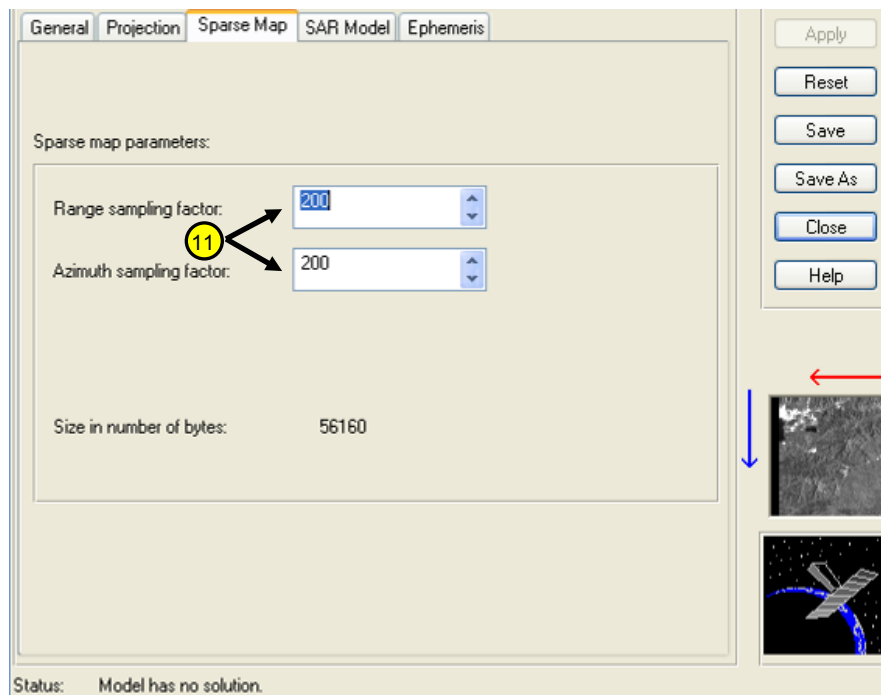 General Projection Sparse Map SAR Model Ephemeris
Apply
Reset
Save
Save As
Close
Help
Sparse map parameters:
Range sampling factor: 200
11
Azimuth sampling factor: 200
Size in number of bytes: 56160
Status: Model has no solution.